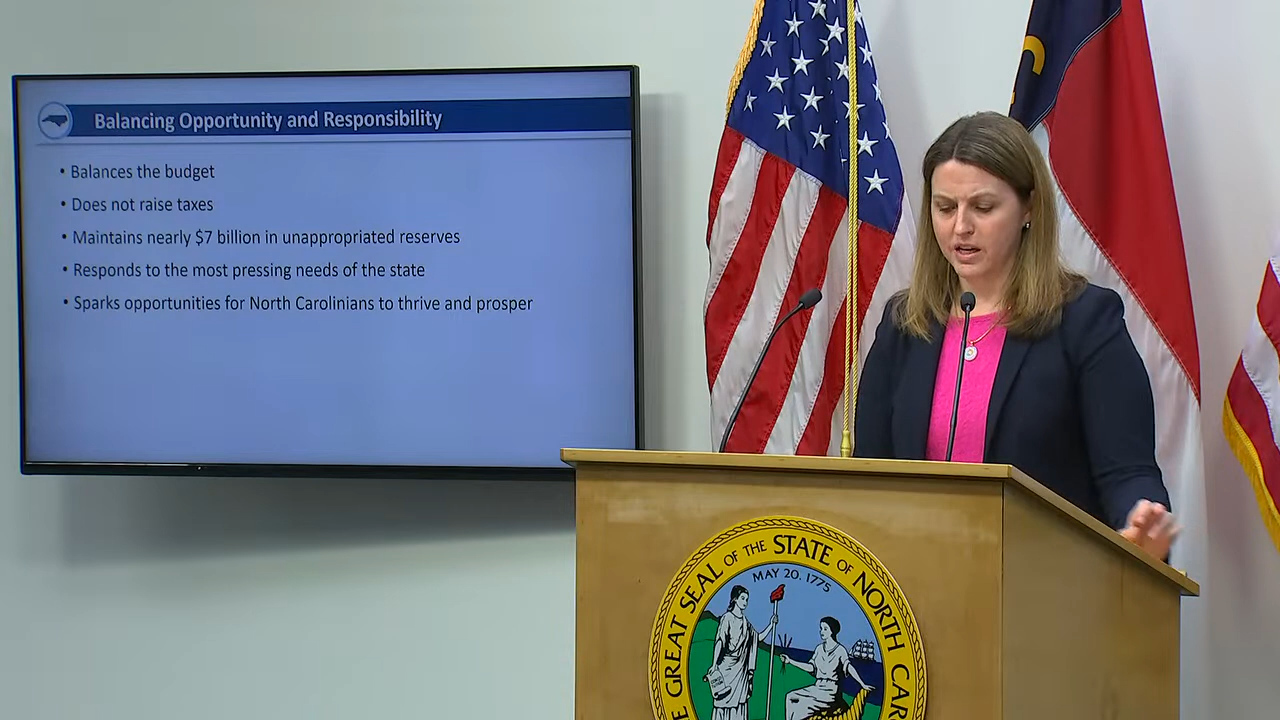 Balancing Opportunity and Responsibility
• Balances the budget
• Does not raise taxes
• Maintains nearly $7 billion in unappropriated reserves
• Responds to the most pressing needs of the state
• Sparks opportunities for North Carolinians to thrive and prosper
GREAT SEAL OF THE STATE OF NORTH CAR
MAY 20, 1775